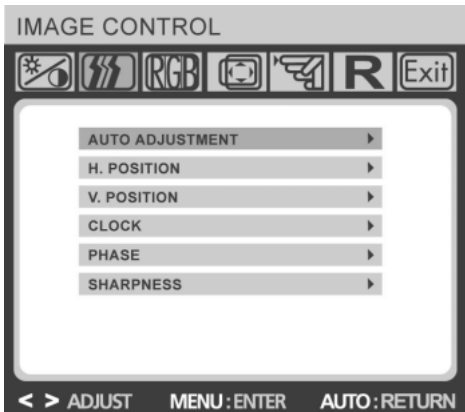 IMAGE CONTROL
RGB R Exit
AUTO ADJUSTMENT
H. POSITION
V. POSITION
CLOCK
PHASE
SHARPNESS
< > ADJUST MENU : ENTER AUTO : RETURN